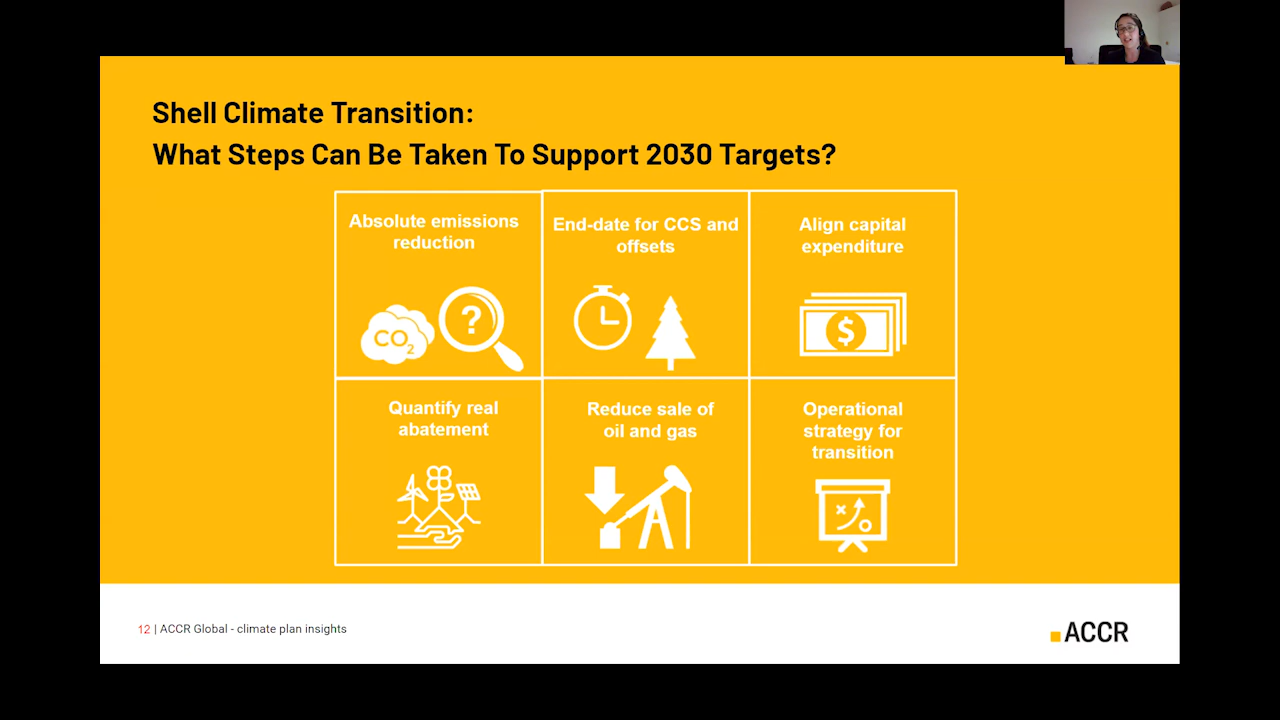 Shell Climate Transition:
What Steps Can Be Taken To Support 2030 Targets?
Absolute emissions
reduction
CO2
?
End-date for CCS and
offsets
Align capital
expenditure
$
Quantify real
abatement
Reduce sale of
oil and gas
Operational
strategy for
transition
12 | ACCR Global - climate plan insights
ACCR